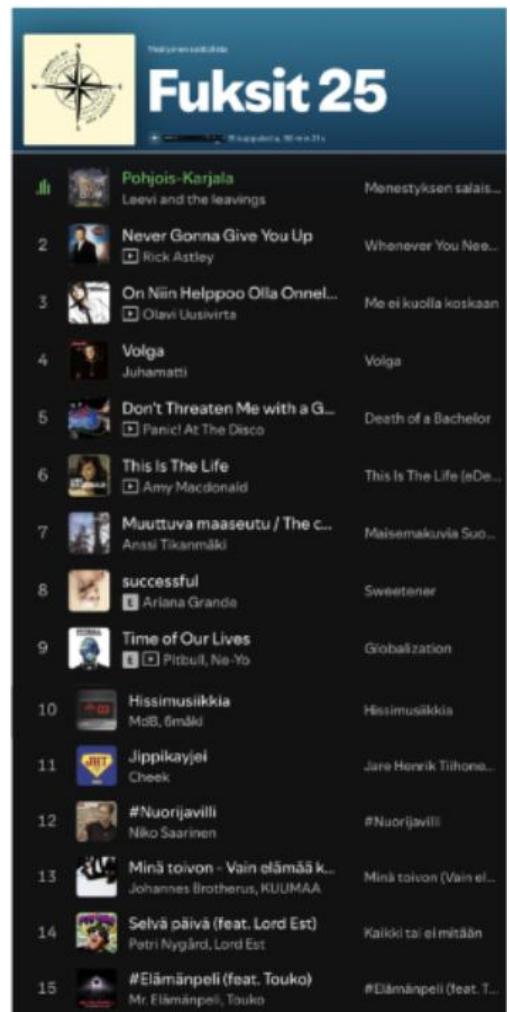 Yksityinen soittolista
Fuksit 25
Pohjois-Karjala
Leevi and the leavings
Menestyksen salais...
2
Never Gonna Give You Up
Rick Astley
Whenever You Nee...
3
On Niin Helppoo Olla Onnel...
Olavi Uusivirta
Me ei kuolla koskaan
4
Volga
Juhamatti
Volga
5
Don't Threaten Me with a G...
Panic! At The Disco
Death of a Bachelor
6
This Is The Life
Amy Macdonald
This Is The Life (eDe...
7
Muuttuva maaseutu / The c...
Anssi Tikanmäki
Maisemakuvia Suo...
8
successful
E Ariana Grande
Sweetener
9
Time of Our Lives
E Pitbull, Ne-Yo
Globalization
10
Hissimusiikkia
MdB, 6mäki
Hissimusiikkia
11
Jippikayjei
Cheek
Jare Henrik Tiihone...
12
#Nuorijavilli
Niko Saarinen
#Nuorijavilli
13
Minä toivon - Vain elämää k...
Johannes Brotherus, KUUMAA
Minä toivon (Vain el...
14
Selvä päivä (feat. Lord Est)
Petri Nygård, Lord Est
Kaikki tai ei mitään
15
#Elämänpeli (feat. Touko)
Mr. Elämänpeli, Touko
#Elämänpeli (feat. T...